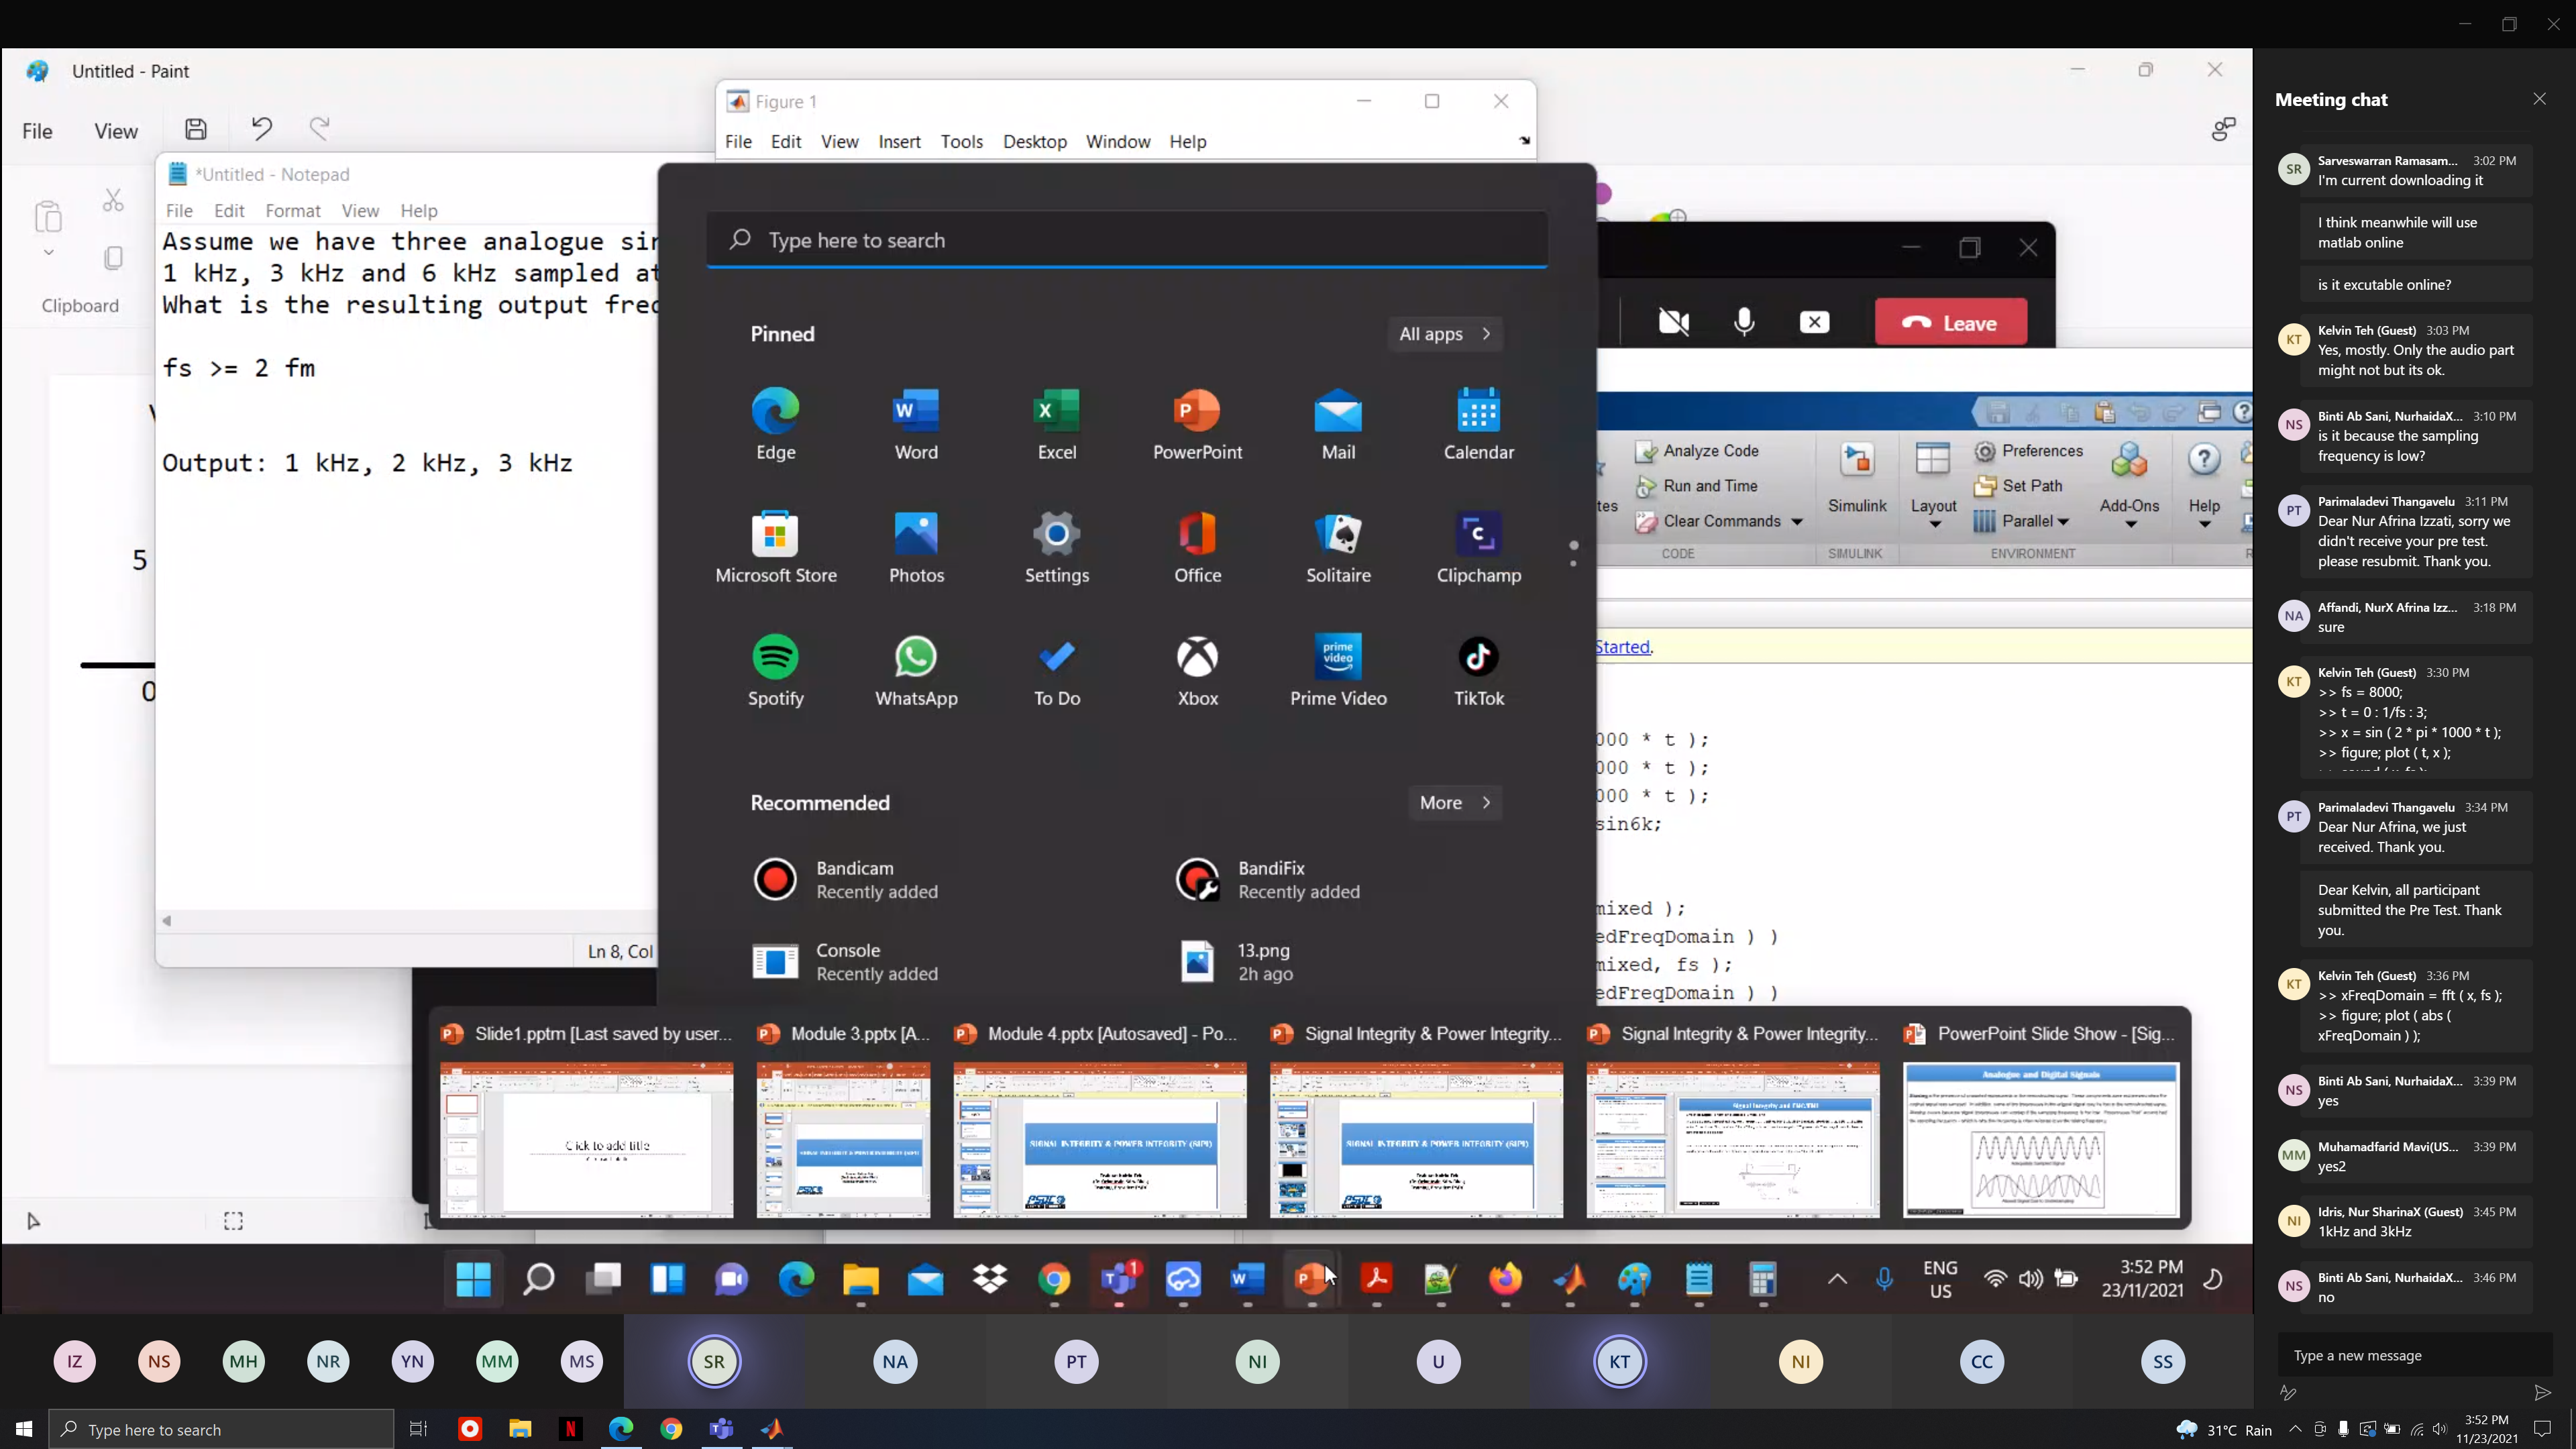 Untitled - Paint
File
View
Clipboard
5
0
Figure 1
File Edit View Insert Tools Desktop Window Help
*Untitled - Notepad
File Edit Format View Help
Assume we have three analogue sin
1 kHz, 3 kHz and 6 kHz sampled at
What is the resulting output freq
fs >= 2 fm
Output: 1 kHz, 2 kHz, 3 kHz
Ln 8, Col
Type here to search
Pinned
All apps
Edge
Word
Excel
PowerPoint
Mail
Calendar
Microsoft Store
Photos
Settings
Office
Solitaire
Clipchamp
Spotify
WhatsApp
To Do
Xbox
prime video
Prime Video
TikTok
Recommended
More
Bandicam
Recently added
BandiFix
Recently added
Console
Recently added
13.png
2h ago
Leave
Analyze Code
Run and Time
Clear Commands
tes
CODE
Simulink
SIMULINK
Layout
Preferences
Set Path
Parallel
ENVIRONMENT
Add-Ons
Help
Started.
000 * t );
000 * t );
000 * t );
sin6k;
mixed );
edFreqDomain ) )
mixed, fs );
edFreqDomain ) )
Slide1.pptm [Last saved by user...
Module 3.pptx [A...
Module 4.pptx [Autosaved] - Po...
Signal Integrity & Power Integrity...
Signal Integrity & Power Integrity...
PowerPoint Slide Show - [Sig...
Click to add title
SIGNAL INTEGRITY & POWER INTEGRITY (SIPI)
SIGNAL INTEGRITY & POWER INTEGRITY (SIPI)
SIGNAL INTEGRITY & POWER INTEGRITY (SIPI)
Analogue and Digital Signals
1
ENG
US
3:52 PM
23/11/2021
IZ NS MH NR YN MM MS SR NA PT NI U KT NI CC SS
Meeting chat
SR
Sarveswarran Ramasam... 3:02 PM
I'm current downloading it
I think meanwhile will use
matlab online
is it excutable online?
KT
Kelvin Teh (Guest) 3:03 PM
Yes, mostly. Only the audio part
might not but its ok.
NS
Binti Ab Sani, NurhaidaX... 3:10 PM
is it because the sampling
frequency is low?
PT
Parimaladevi Thangavelu 3:11 PM
Dear Nur Afrina Izzati, sorry we
didn't receive your pre test.
please resubmit. Thank you.
NA
Affandi, NurX Afrina Izz... 3:18 PM
sure
KT
Kelvin Teh (Guest) 3:30 PM
>> fs = 8000;
>> t = 0 : 1/fs : 3;
>> x = sin ( 2 * pi * 1000 * t );
>> figure; plot ( t, x );
PT
Parimaladevi Thangavelu 3:34 PM
Dear Nur Afrina, we just
received. Thank you.
Dear Kelvin, all participant
submitted the Pre Test. Thank
you.
KT
Kelvin Teh (Guest) 3:36 PM
>> xFreqDomain = fft ( x, fs );
>> figure; plot ( abs (
xFreqDomain ) );
NS
Binti Ab Sani, NurhaidaX... 3:39 PM
yes
MM
Muhamadfarid Mavi(US... 3:39 PM
yes2
NI
Idris, Nur SharinaX (Guest) 3:45 PM
1kHz and 3kHz
NS
Binti Ab Sani, NurhaidaX... 3:46 PM
no
Type a new message
Type here to search
31°C Rain
3:52 PM
11/23/2021